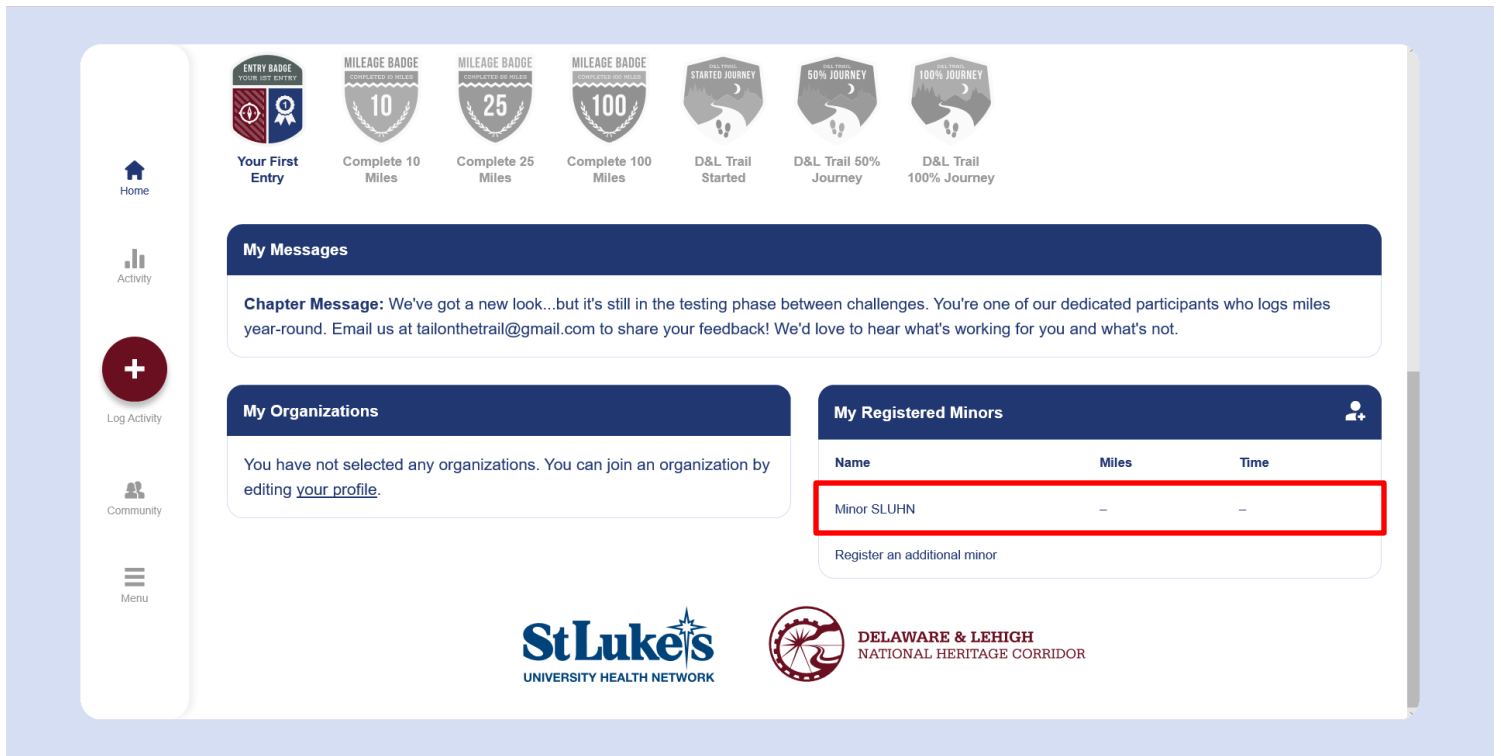 ENTRY BADGE
YOUR 1ST ENTRY
1
MILEAGE BADGE
COMPLETED 10 MILES
10
MILEAGE BADGE
25
MILEAGE BADGE
COMPLETED 100 MILES
100
D&L TRAIL
STARTED JOURNEY
D&L TRAIL
50% JOURNEY
D&L TRAIL
100% JOURNEY
Your First
Entry
Complete 10
Miles
Complete 25
Miles
Complete 100
Miles
D&L Trail
Started
D&L Trail 50%
Journey
D&L Trail
100% Journey
Home
Activity
Log Activity
Community
Menu
My Messages
Chapter Message: We've got a new look...but it's still in the testing phase between challenges. You're one of our dedicated participants who logs miles
year-round. Email us at tailonthetrail@gmail.com to share your feedback! We'd love to hear what's working for you and what's not.
My Organizations
You have not selected any organizations. You can join an organization by
editing your profile.
My Registered Minors
Name Miles Time
Minor SLUHN – –
Register an additional minor
StLuke's
UNIVERSITY HEALTH NETWORK
DELAWARE & LEHIGH
NATIONAL HERITAGE CORRIDOR